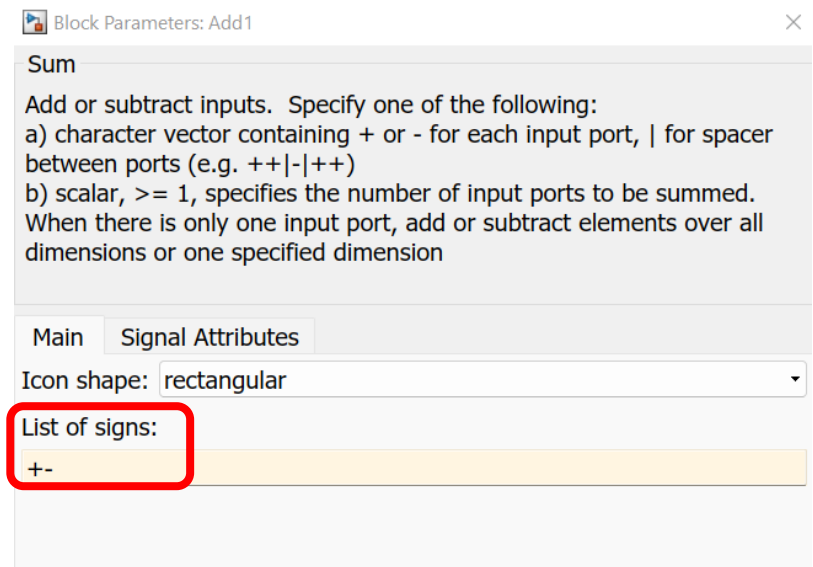 Block Parameters: Add1
Sum
Add or subtract inputs.  Specify one of the following:
a) character vector containing + or - for each input port, | for spacer
between ports (e.g. ++|-|++)
b) scalar, >= 1, specifies the number of input ports to be summed.
When there is only one input port, add or subtract elements over all
dimensions or one specified dimension
Main Signal Attributes
Icon shape: rectangular
List of signs:
+-